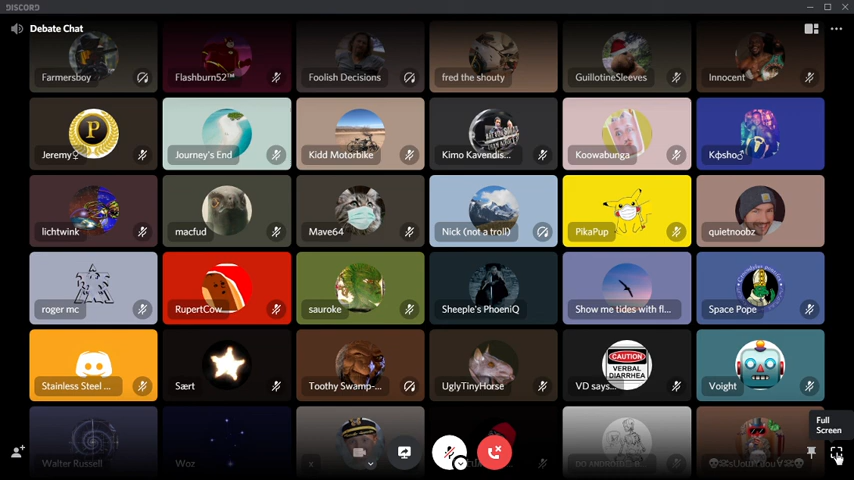 DISCORD
Debate Chat
Farmersboy
Flashburn52™
Foolish Decisions
fred the shouty
GuillotineSleeves
Innocent
Jeremy♀
Journey's End
Kidd Motorbike
Kimo Kavendis...
Koowabunga
Kφsho♂
P
lichtwink
macfud
Mave64
Nick (not a troll)
PikaPup
quietnoobz
roger mc
RupertCow
sauroke
Sheeple's PhoeniQ
Show me tides with fl...
Space Pope
Stainless Steel ...
Sært
Toothy Swamp-...
UglyTinyHorse
VD says...
Voight
CAUTION
VERBAL
DIARRHEA
Full
Screen
Walter Russell
Woz
x